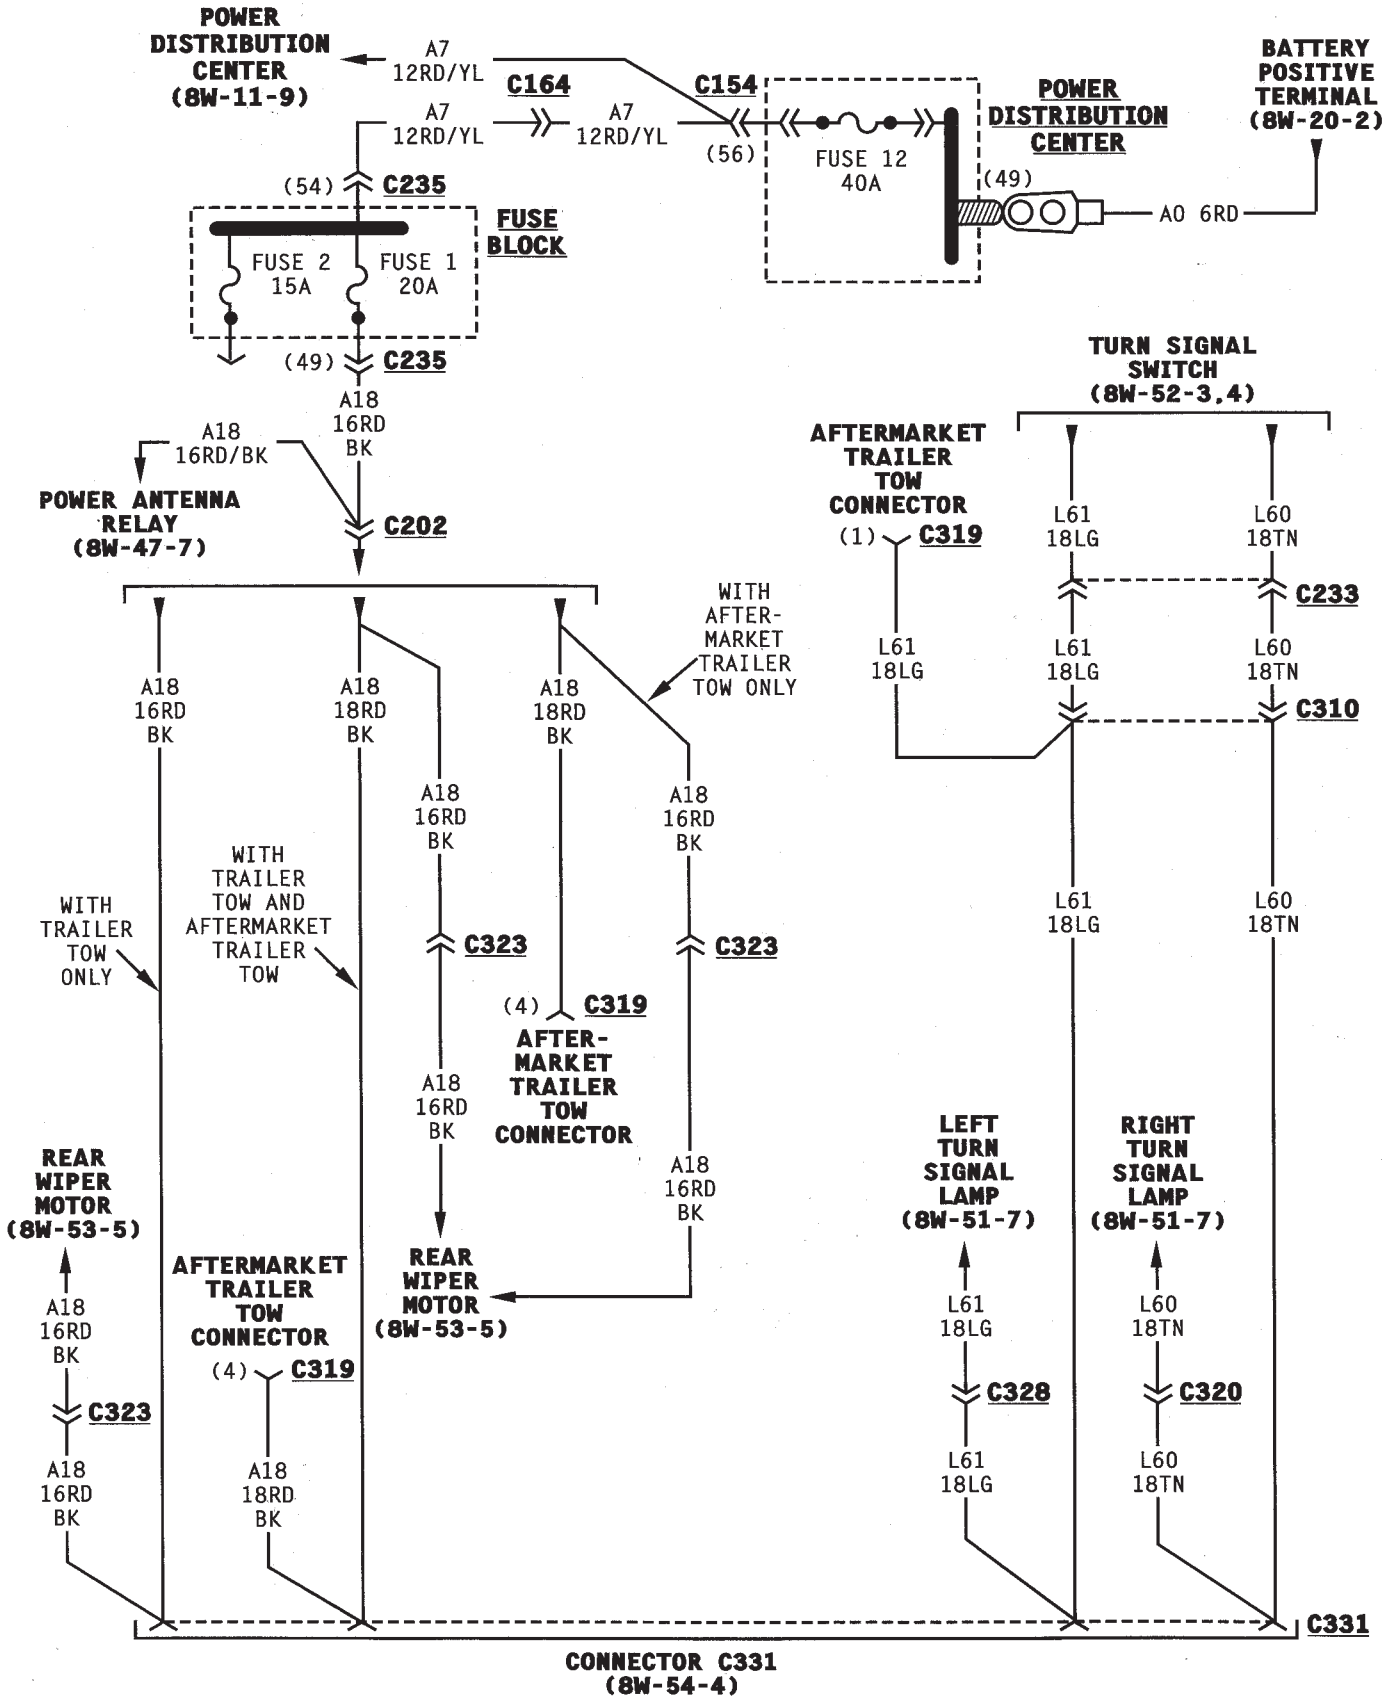 POWER
DISTRIBUTION
CENTER
(8W-11-9)
A7
12RD/YL
C164
C154
A7
12RD/YL
A7
12RD/YL
(56)
FUSE 12
40A
POWER
DISTRIBUTION
CENTER
BATTERY
POSITIVE
TERMINAL
(8W-20-2)
(49)
A0 6RD
(54)
C235
FUSE
BLOCK
FUSE 2
15A
FUSE 1
20A
(49)
C235
A18
16RD
BK
A18
16RD/BK
POWER ANTENNA
RELAY
(8W-47-7)
C202
TURN SIGNAL
SWITCH
(8W-52-3,4)
AFTERMARKET
TRAILER
TOW
CONNECTOR
(1)
C319
L61
18LG
L60
18TN
C233
L61
18LG
L61
18LG
L60
18TN
C310
WITH
AFTER-
MARKET
TRAILER
TOW ONLY
A18
16RD
BK
A18
18RD
BK
A18
18RD
BK
A18
16RD
BK
A18
16RD
BK
WITH
TRAILER
TOW ONLY
WITH
TRAILER
TOW AND
AFTERMARKET
TRAILER
TOW
C323
C323
L61
18LG
L60
18TN
(4)
C319
AFTER-
MARKET
TRAILER
TOW
CONNECTOR
A18
16RD
BK
A18
16RD
BK
REAR
WIPER
MOTOR
(8W-53-5)
LEFT
TURN
SIGNAL
LAMP
(8W-51-7)
RIGHT
TURN
SIGNAL
LAMP
(8W-51-7)
AFTERMARKET
TRAILER
TOW
CONNECTOR
(4)
C319
REAR
WIPER
MOTOR
(8W-53-5)
A18
16RD
BK
L61
18LG
L60
18TN
C323
C328
C320
A18
16RD
BK
A18
18RD
BK
L61
18LG
L60
18TN
C331
CONNECTOR C331
(8W-54-4)